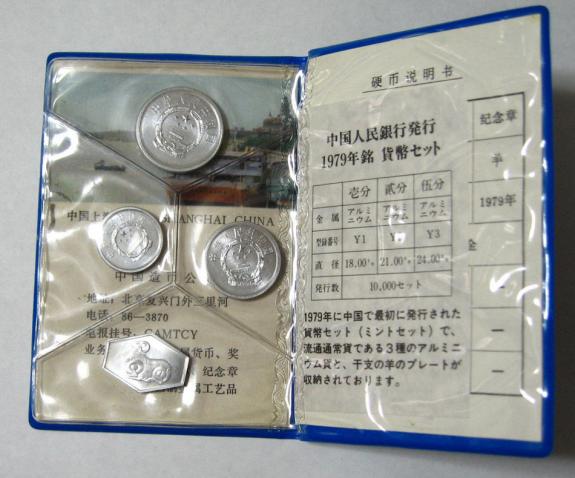 中国上
SHANGHAI CHINA
中国造币公
地址：北京复兴门外三里河
电话：86—3870
电报挂号：CAMTCY
业务
属货币、奖
纪念章
属工艺品
硬币说明书
中国人民銀行発行
1979年銘 貨幣セット
壱分 貳分 伍分
金属 アルミニウム アルミニウム アルミニウム
型録番号 Y1 Y3
直径 18.00% 21.00% 24.00%
発行数 10,000セット
1979年に中国で最初に発行された
貨幣セット（ミントセット）で、
流通通常貨である3種のアルミニ
ウム貨と、干支の羊のプレートが
収納されております。
纪念章
羊
1979年
金
—
—
—